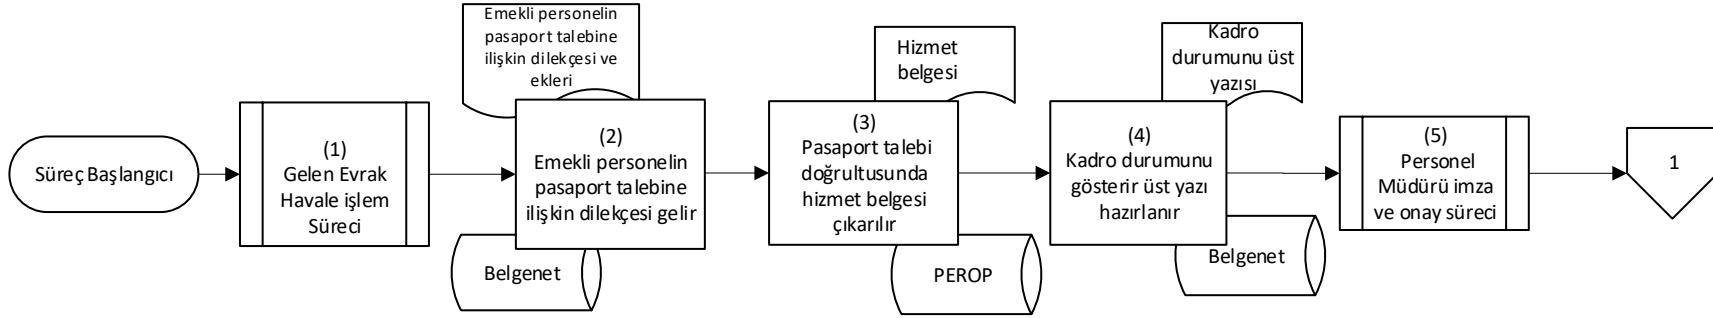 Süreç Başlangıcı
(1)
Gelen Evrak
Havale işlem
Süreci
Emekli personelin
pasaport talebine
ilişkin dilekçesi ve
ekleri
(2)
Emekli personelin
pasaport talebine
ilişkin dilekçesi gelir
Belgenet
Hizmet
belgesi
(3)
Pasaport talebi
doğrultusunda
hizmet belgesi
çıkarılır
PEROP
Kadro
durumunu üst
yazısı
(4)
Kadro durumunu
gösterir üst yazı
hazırlanır
Belgenet
(5)
Personel
Müdürü imza
ve onay süreci
1